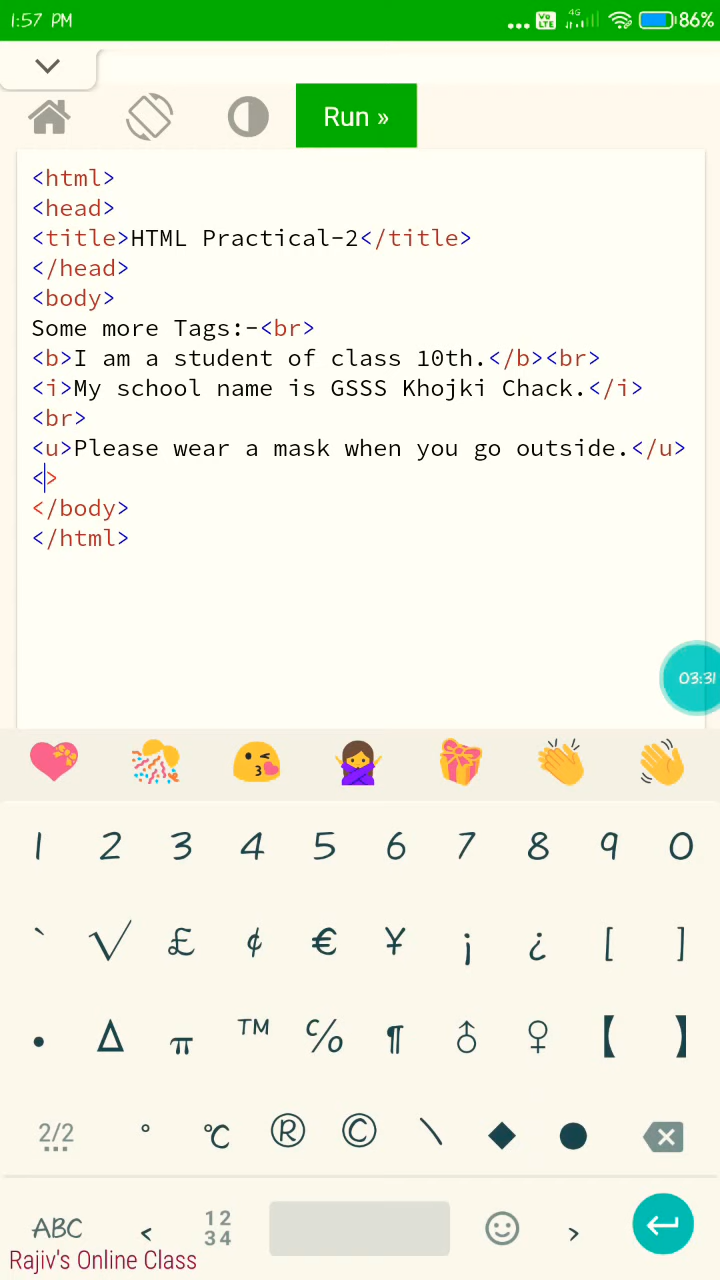 1:57 PM
Vo LTE 4G 86%
Run »
<html>
<head>
<title>HTML Practical-2</title>
</head>
<body>
Some more Tags:-<br>
<b>I am a student of class 10th.</b><br>
<i>My school name is GSSS Khojki Chack.</i>
<br>
<u>Please wear a mask when you go outside.</u>
<>
</body>
</html>
03:31
1 2 3 4 5 6 7 8 9 0
` √ £ ¢ € ¥ ¡ ¿ [ ]
• Δ π ™ ℅ ¶ ♂ ♀ 【 】
2/2 ° ℃ ® © \ ◆ ●
ABC < 12 34 >
Rajiv's Online Class